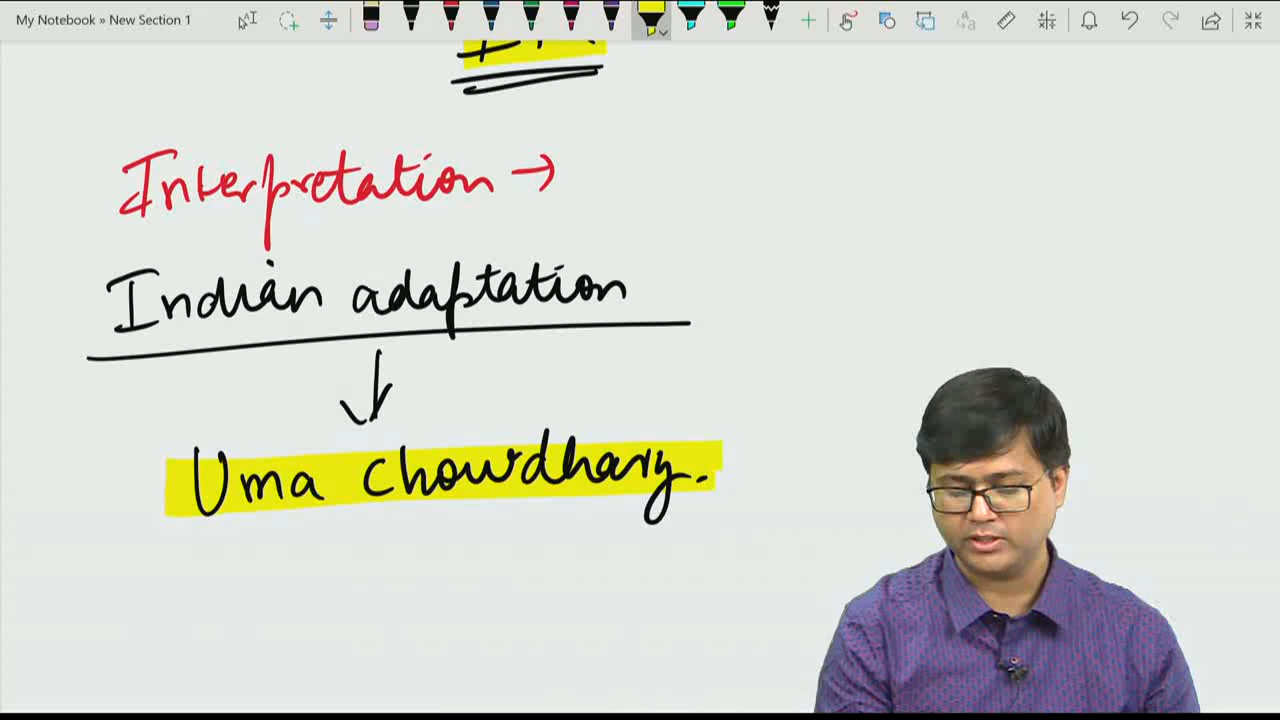 My Notebook » New Section 1
Interpretation →
Indian adaptation
↓
Uma Chowdhary.